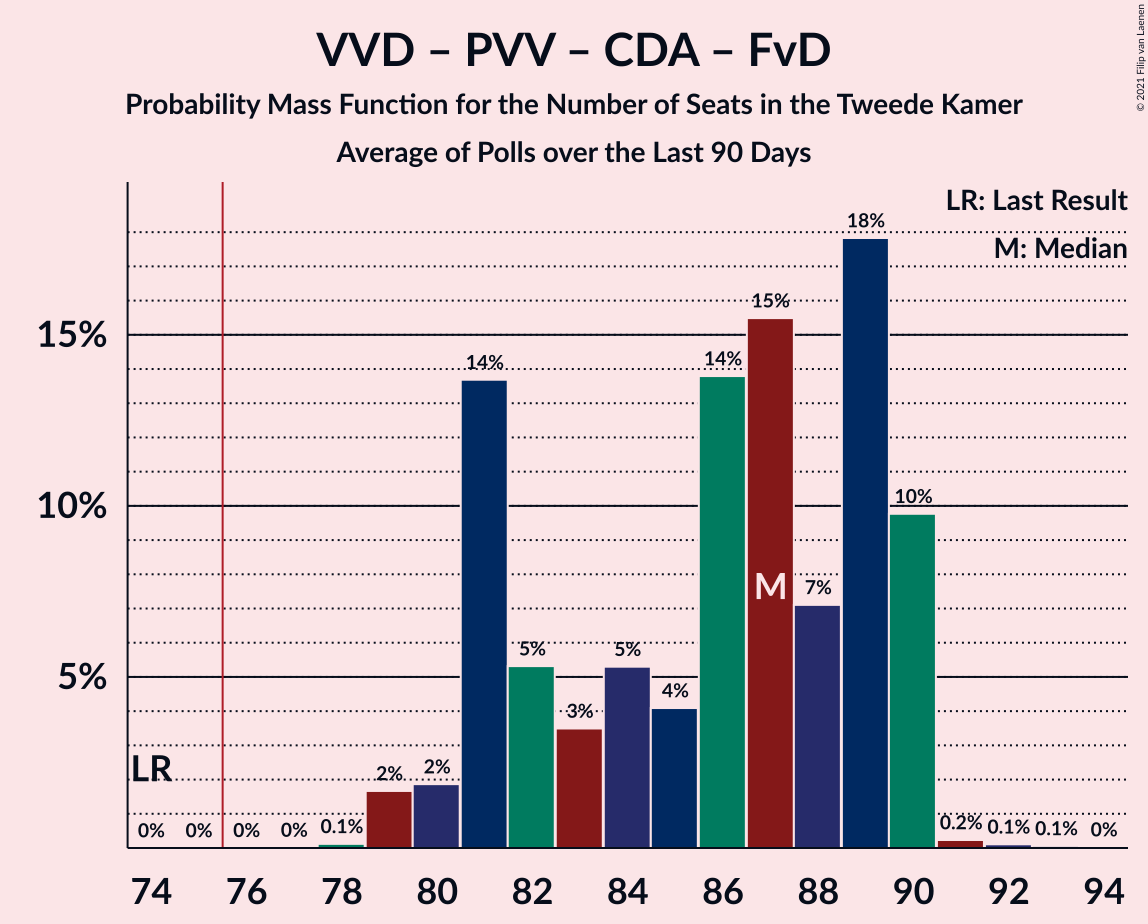 VVD – PVV – CDA – FvD
Probability Mass Function for the Number of Seats in the Tweede Kamer
Average of Polls over the Last 90 Days
© 2021 Filip van Laenen
LR: Last Result
M: Median
15%
10%
5%
LR
M
0% 0% 0% 0% 0.1% 2% 2% 14% 5% 3% 5% 4% 14% 15% 7% 18% 10% 0.2% 0.1% 0.1% 0%
74 76 78 80 82 84 86 88 90 92 94